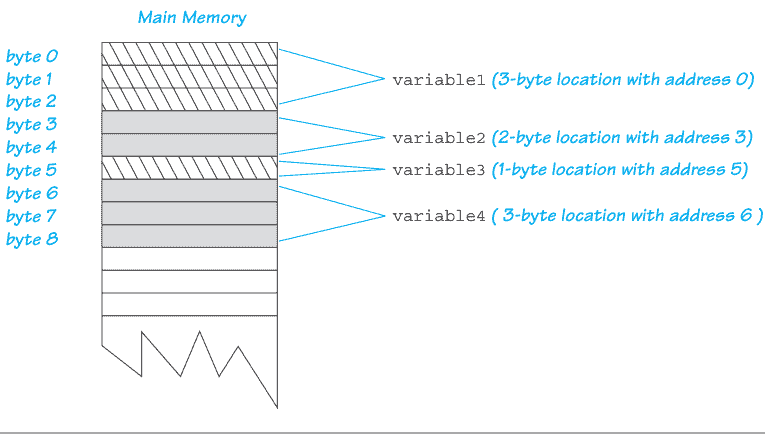 Main Memory
byte 0
byte 1
byte 2
byte 3
byte 4
byte 5
byte 6
byte 7
byte 8
variable1 (3-byte location with address 0)
variable2 (2-byte location with address 3)
variable3 (1-byte location with address 5)
variable4 ( 3-byte location with address 6 )